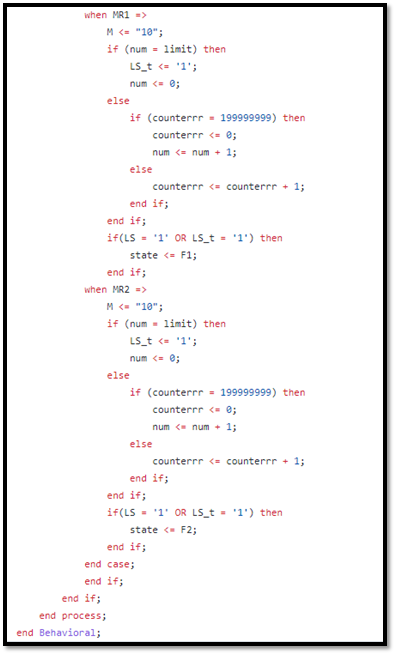 when MR1 =>
M <= "10";
if (num = limit) then
LS_t <= '1';
num <= 0;
else
if (counterrr = 199999999) then
counterrr <= 0;
num <= num + 1;
else
counterrr <= counterrr + 1;
end if;
end if;
if(LS = '1' OR LS_t = '1') then
state <= F1;
end if;
when MR2 =>
M <= "10";
if (num = limit) then
LS_t <= '1';
num <= 0;
else
if (counterrr = 199999999) then
counterrr <= 0;
num <= num + 1;
else
counterrr <= counterrr + 1;
end if;
end if;
if(LS = '1' OR LS_t = '1') then
state <= F2;
end if;
end case;
end if;
end if;
end process;
end Behavioral;